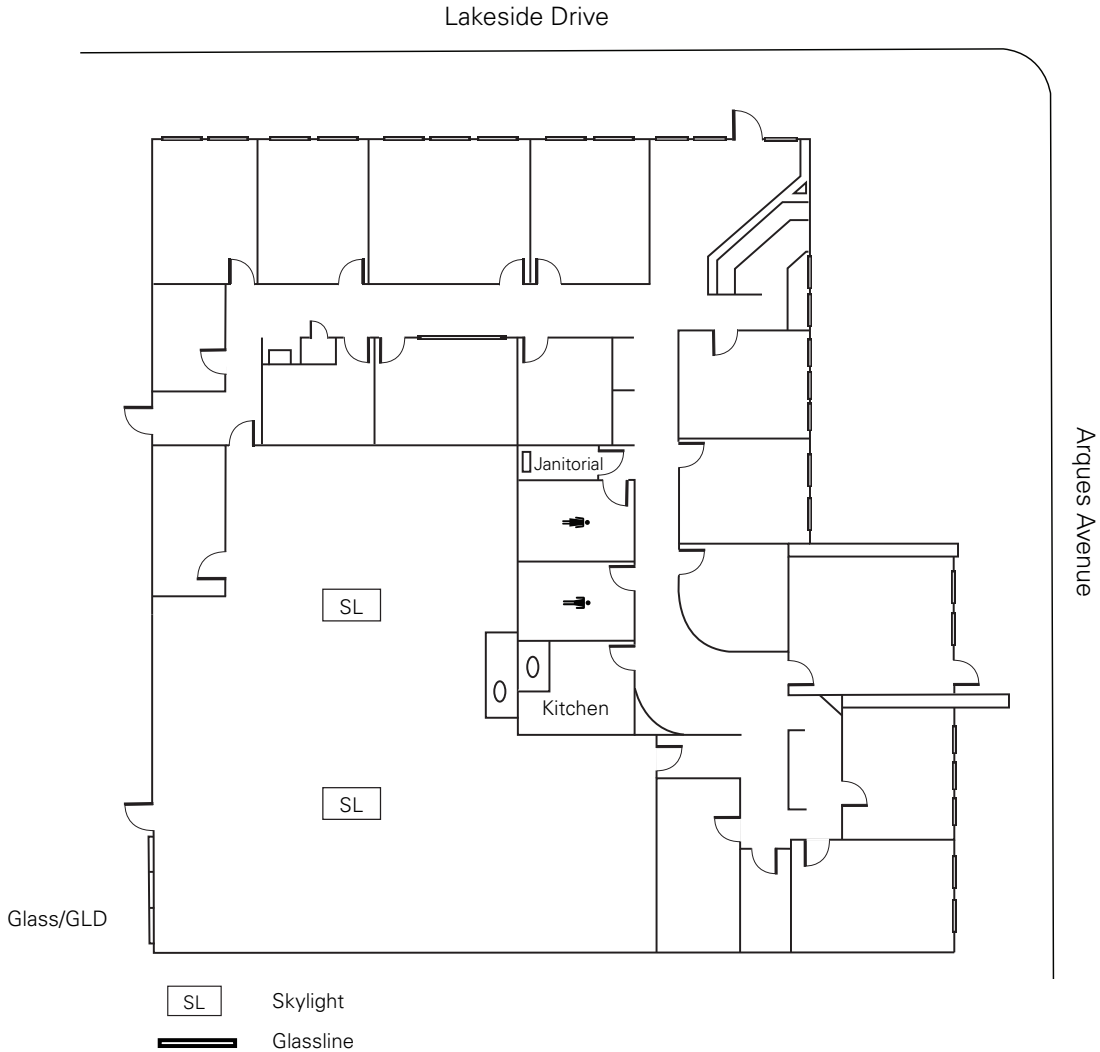 Lakeside Drive
Arques Avenue
Janitorial
SL
Kitchen
SL
Glass/GLD
SL Skylight
Glassline